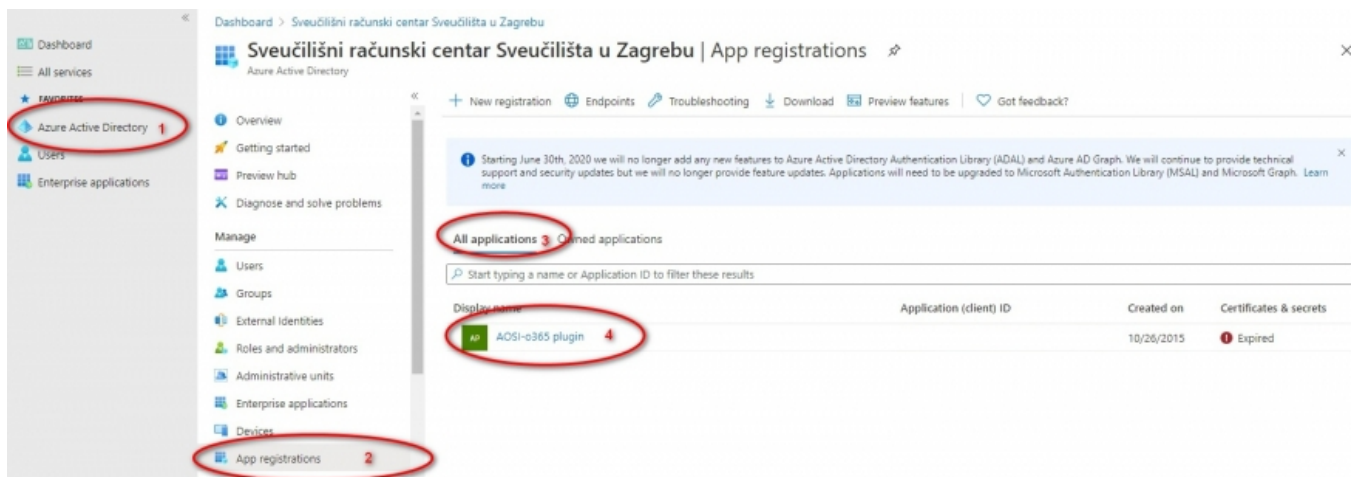 Dashboard
All services
FAVORITES
Azure Active Directory 1
Users
Enterprise applications
Dashboard > Sveučilišni računski centar Sveučilišta u Zagrebu
Sveučilišni računski centar Sveučilišta u Zagrebu | App registrations
Azure Active Directory
Overview
Getting started
Preview hub
Diagnose and solve problems
Manage
Users
Groups
External Identities
Roles and administrators
Administrative units
Enterprise applications
Devices
App registrations 2
New registration Endpoints Troubleshooting Download Preview features Got feedback?
Starting June 30th, 2020 we will no longer add any new features to Azure Active Directory Authentication Library (ADAL) and Azure AD Graph. We will continue to provide technical
support and security updates but we will no longer provide feature updates. Applications will need to be upgraded to Microsoft Authentication Library (MSAL) and Microsoft Graph. Learn
more
All applications 3 Owned applications
Start typing a name or Application ID to filter these results
Display name Application (client) ID Created on Certificates & secrets
AP AOSI-o365 plugin 4 10/26/2015 Expired